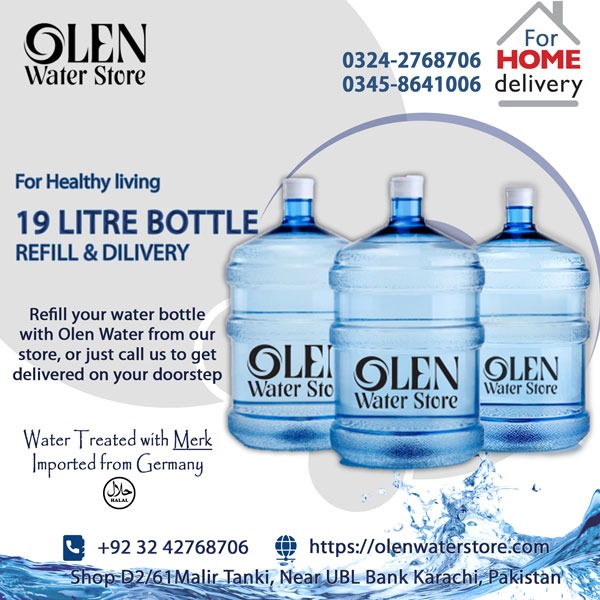 OLEN
Water Store
0324-2768706
0345-8641006
For
HOME
delivery
For Healthy living
19 LITRE BOTTLE
REFILL & DILIVERY
Refill your water bottle
with Olen Water from our
store, or just call us to get
delivered on your doorstep
OLEN
Water Store
OLEN
Water Store
OLEN
Water Store
Water Treated with Merk
Imported from Germany
حلال
HALAL
+92 32 42768706
https://olenwaterstore.com
Shop D2/61Malir Tanki, Near UBL Bank Karachi, Pakistan